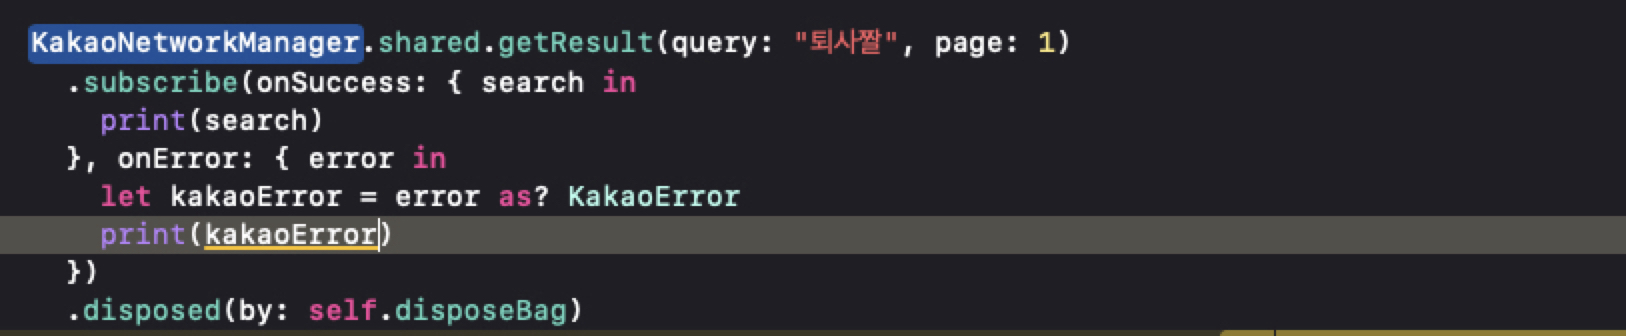 KakaoNetworkManager.shared.getResult(query: "퇴사짤", page: 1)
.subscribe(onSuccess: { search in
print(search)
}, onError: { error in
let kakaoError = error as? KakaoError
print(kakaoError)
})
.disposed(by: self.disposeBag)